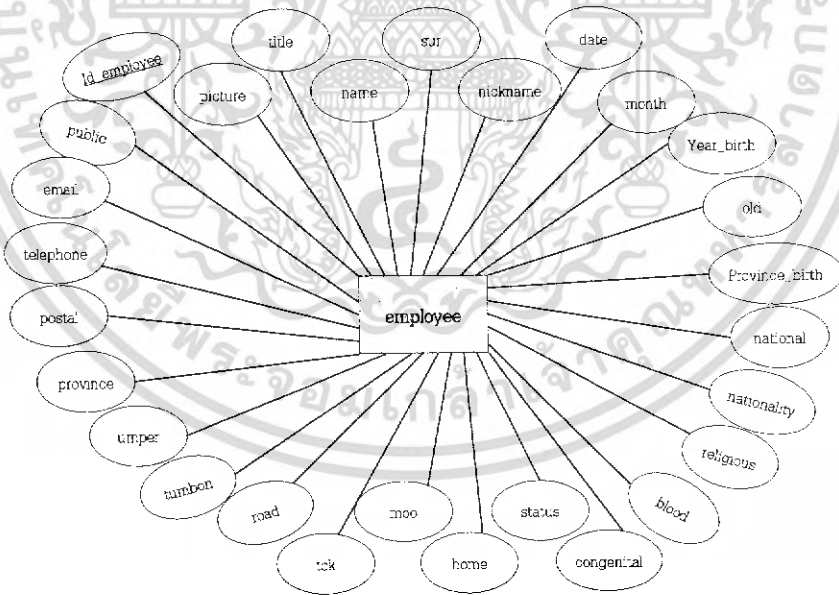 title
sur
date
Id_employee
picture
name
nickname
month
public
Year_birth
email
old
telephone
Province_birth
employee
postal
national
province
nationality
umper
religious
tumbon
road
moo
status
blood
tok
home
congenital